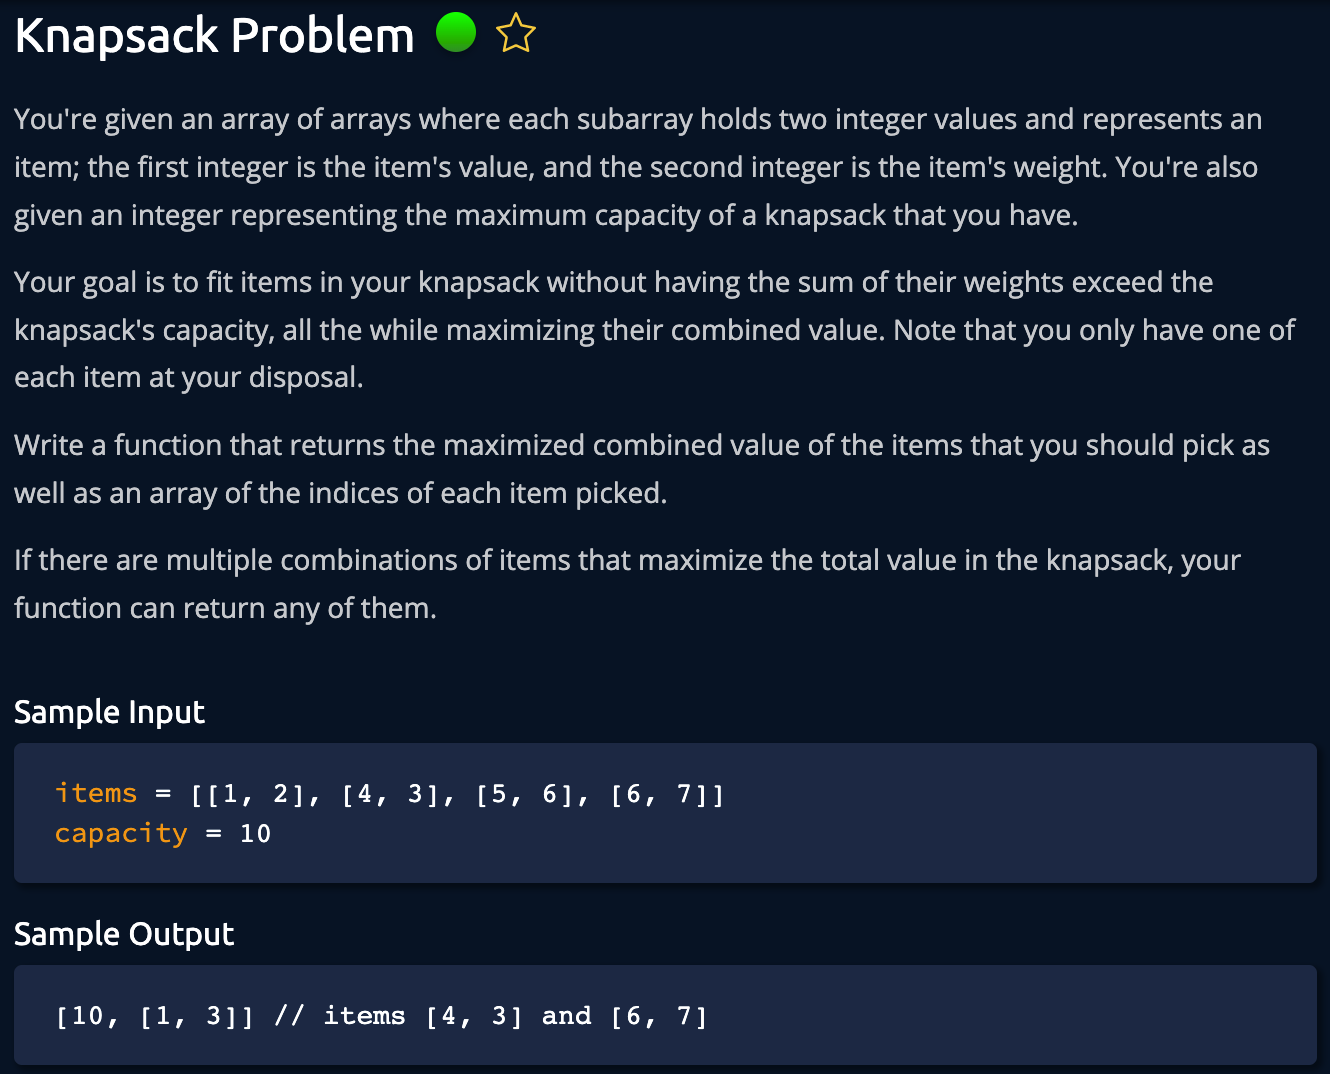 Knapsack Problem
You're given an array of arrays where each subarray holds two integer values and represents an
item; the first integer is the item's value, and the second integer is the item's weight. You're also
given an integer representing the maximum capacity of a knapsack that you have.
Your goal is to fit items in your knapsack without having the sum of their weights exceed the
knapsack's capacity, all the while maximizing their combined value. Note that you only have one of
each item at your disposal.
Write a function that returns the maximized combined value of the items that you should pick as
well as an array of the indices of each item picked.
If there are multiple combinations of items that maximize the total value in the knapsack, your
function can return any of them.
Sample Input
items = [[1, 2], [4, 3], [5, 6], [6, 7]]
capacity = 10
Sample Output
[10, [1, 3]] // items [4, 3] and [6, 7]